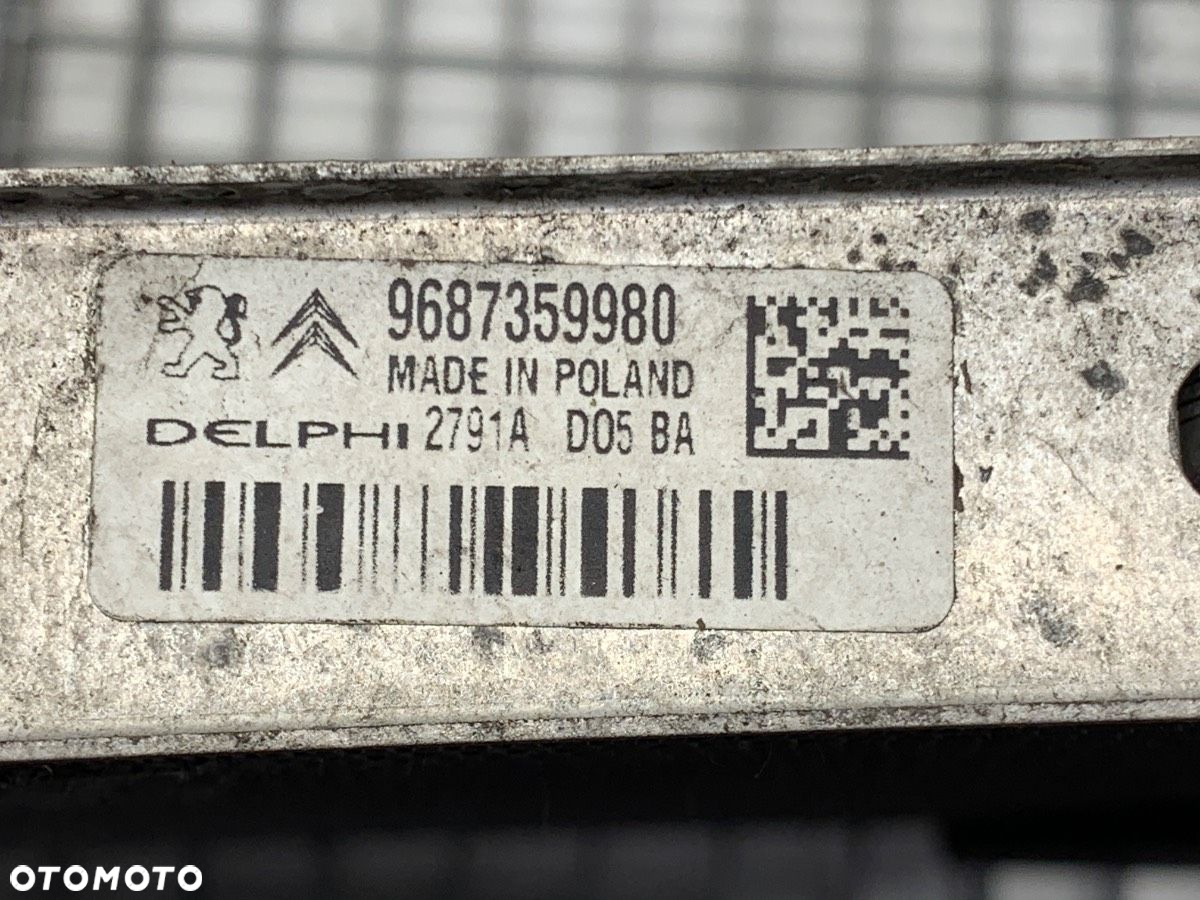 9687359980
MADE IN POLAND
DELPHI 2791A D05 BA
OTOMOTO